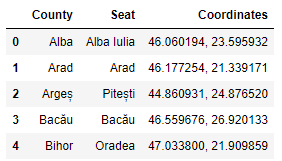 County Seat Coordinates
0 Alba Alba Iulia 46.060194, 23.595932
1 Arad Arad 46.177254, 21.339171
2 Argeș Pitești 44.860931, 24.876520
3 Bacău Bacău 46.559676, 26.920133
4 Bihor Oradea 47.033800, 21.909859